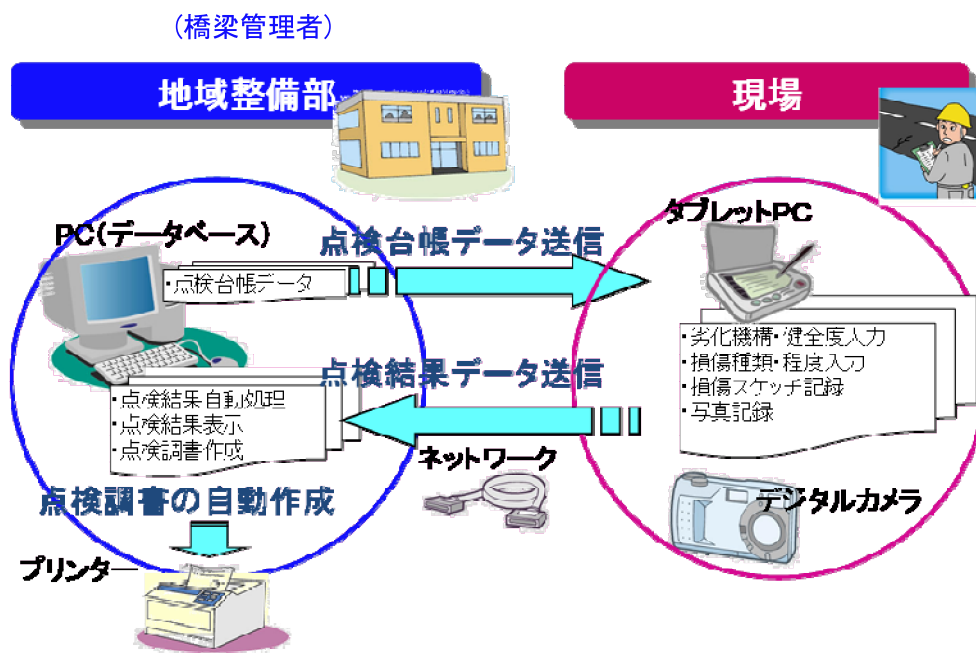 (橋梁管理者)
地域整備部
現場
PC(データベース)
点検台帳データ送信
タブレットPC
・点検台帳データ
・劣化機構・健全度入力
・損傷種類・程度入力
・損傷スケッチ記録
・写真記録
点検結果データ送信
・点検結果自動処理
・点検結果表示
・点検調書作成
ネットワーク
点検調書の自動作成
デジタルカメラ
プリンター